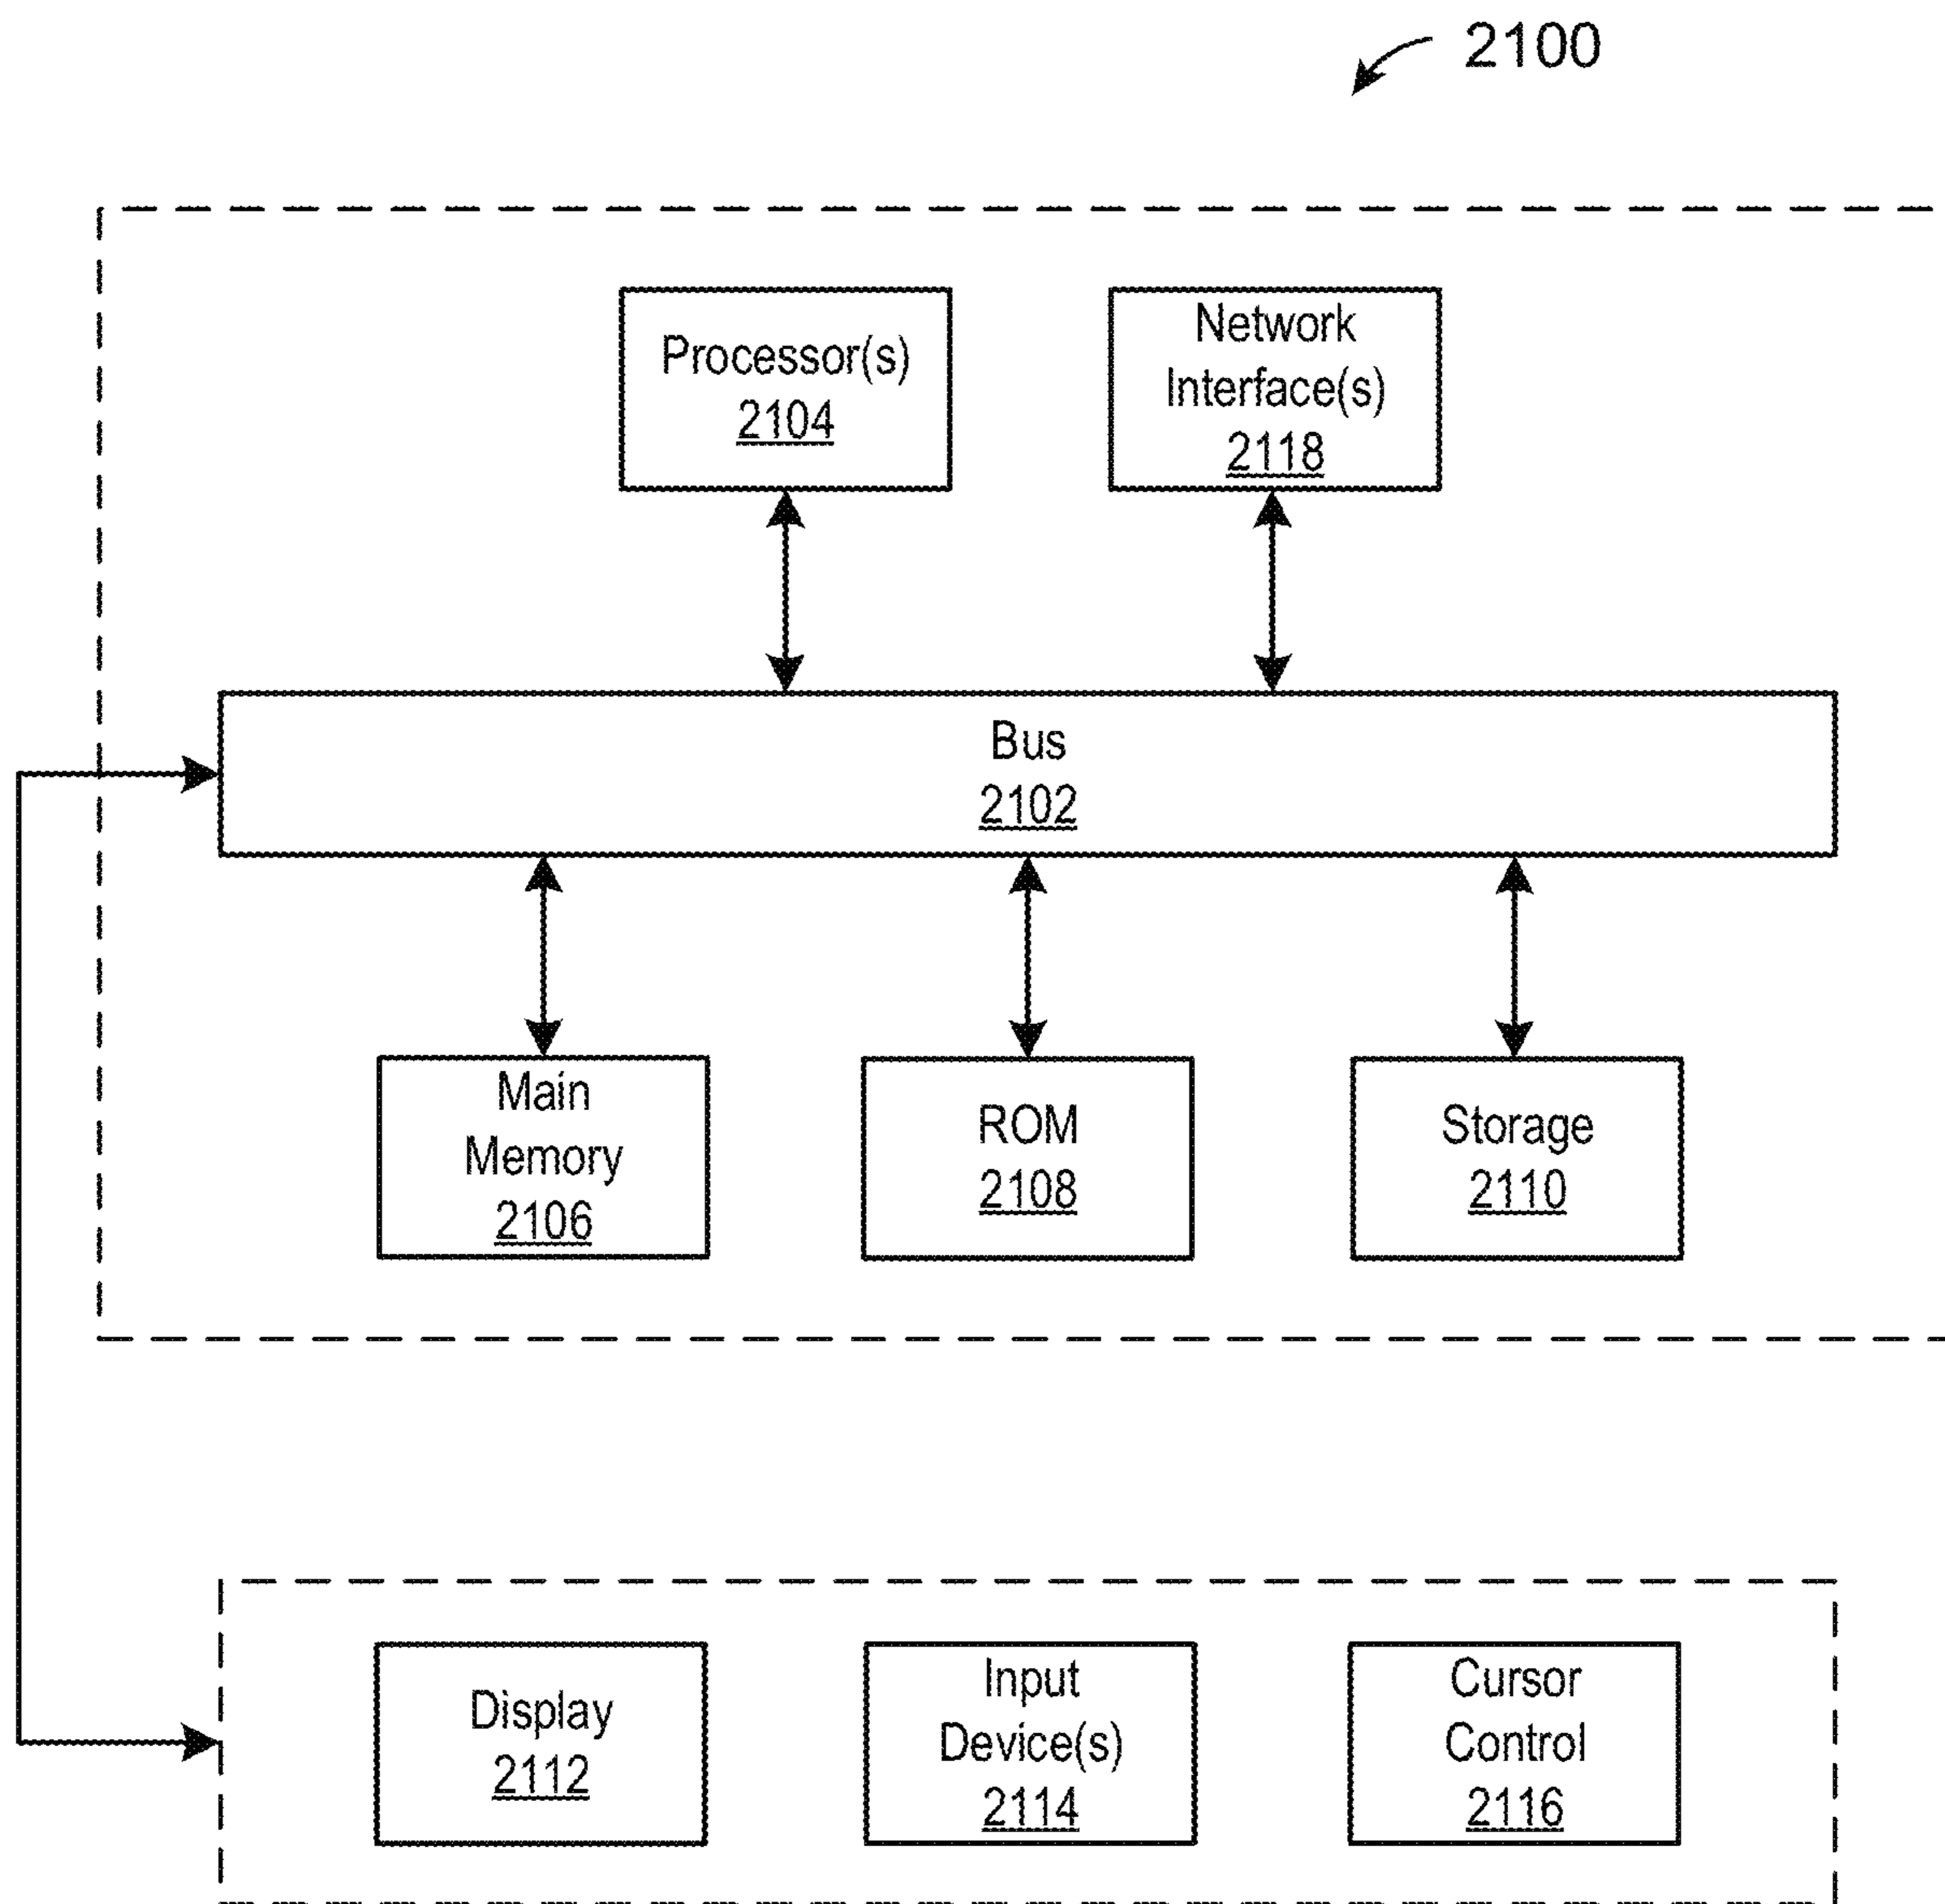 2100
Processor(s)
2104
Network
Interface(s)
2118
Bus
2102
Main
Memory
2106
ROM
2108
Storage
2110
Display
2112
Input
Device(s)
2114
Cursor
Control
2116